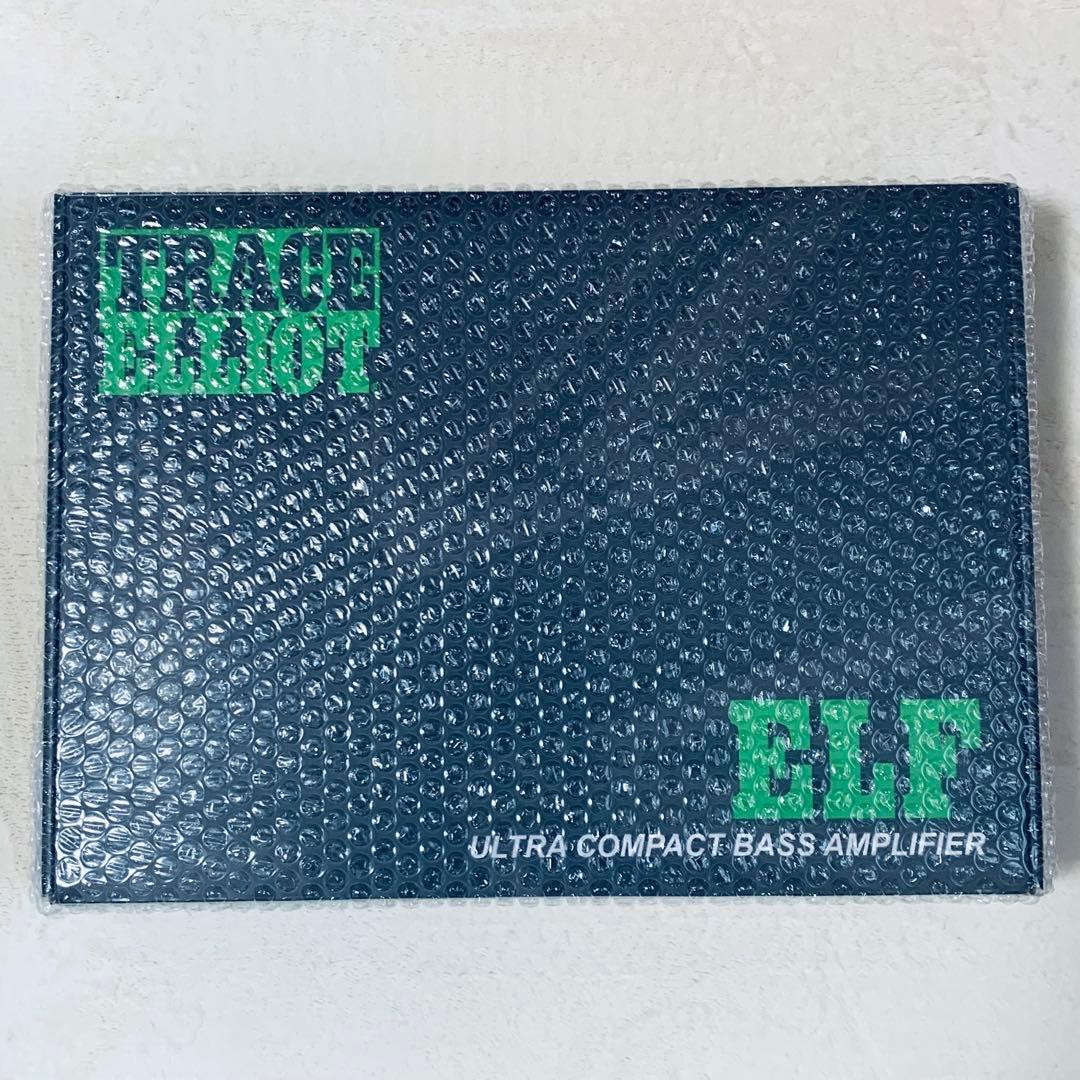 TRACE
ELLIOT
ELF
ULTRA COMPACT BASS AMPLIFIER